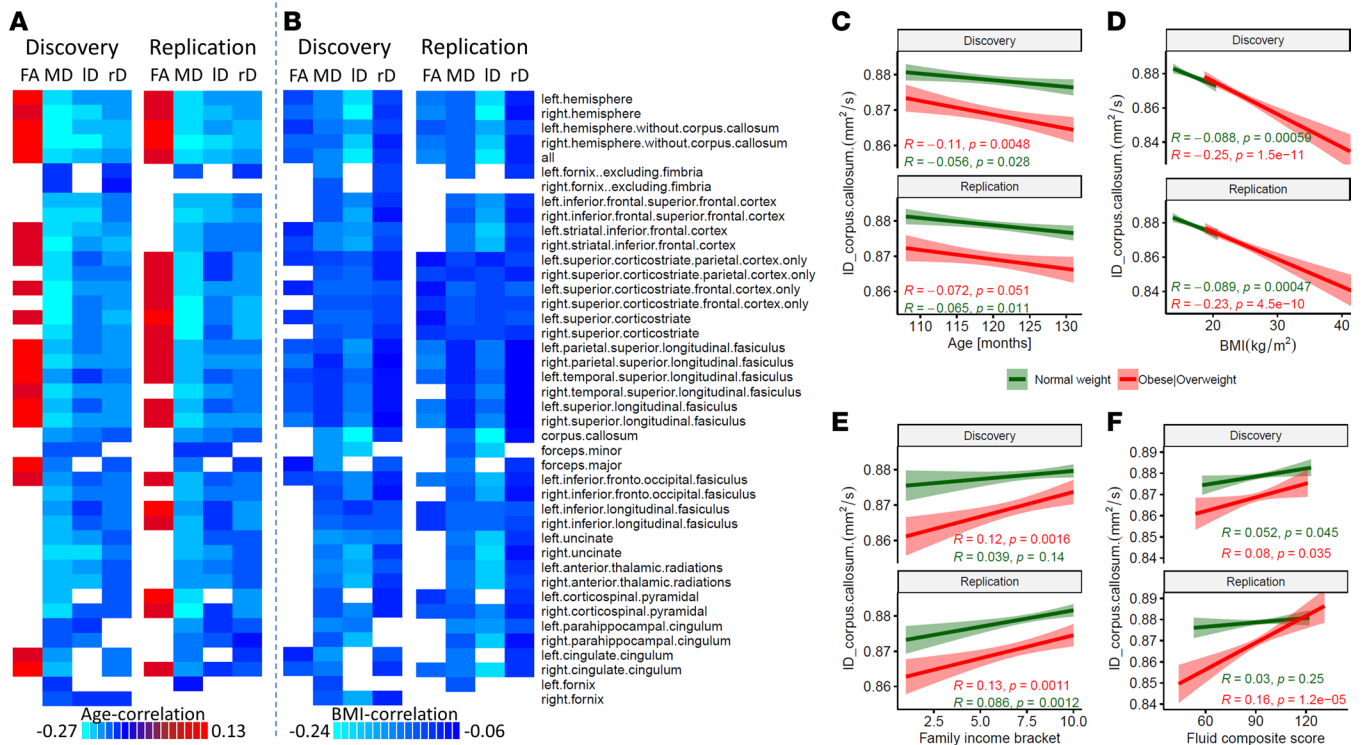 A
Discovery Replication
FA MD lD rD FA MD lD rD
Age-correlation
-0.27 0.13
B
Discovery Replication
FA MD lD rD FA MD lD rD
left.hemisphere
right.hemisphere
left.hemisphere.without.corpus.callosum
right.hemisphere.without.corpus.callosum
all
left.fornix..excluding.fimbria
right.fornix..excluding.fimbria
left.inferior.frontal.superior.frontal.cortex
right.inferior.frontal.superior.frontal.cortex
left.striatal.inferior.frontal.cortex
right.striatal.inferior.frontal.cortex
left.superior.corticostriate.parietal.cortex.only
right.superior.corticostriate.parietal.cortex.only
left.superior.corticostriate.frontal.cortex.only
right.superior.corticostriate.frontal.cortex.only
left.superior.corticostriate
right.superior.corticostriate
left.parietal.superior.longitudinal.fasiculus
right.parietal.superior.longitudinal.fasiculus
left.temporal.superior.longitudinal.fasiculus
right.temporal.superior.longitudinal.fasiculus
left.superior.longitudinal.fasiculus
right.superior.longitudinal.fasiculus
corpus.callosum
forceps.minor
forceps.major
left.inferior.fronto.occipital.fasiculus
right.inferior.fronto.occipital.fasiculus
left.inferior.longitudinal.fasiculus
right.inferior.longitudinal.fasiculus
left.uncinate
right.uncinate
left.anterior.thalamic.radiations
right.anterior.thalamic.radiations
left.corticospinal.pyramidal
right.corticospinal.pyramidal
left.parahippocampal.cingulum
right.parahippocampal.cingulum
left.cingulate.cingulum
right.cingulate.cingulum
left.fornix
right.fornix
BMI-correlation
-0.24 -0.06
C
Discovery
0.88
0.87
0.86
R = −0.11, p = 0.0048
R = −0.056, p = 0.028
Replication
0.88
0.87
0.86
R = −0.072, p = 0.051
R = −0.065, p = 0.011
110 115 120 125 130
Age [months]
lD_corpus.callosum.(mm²/s)
D
Discovery
0.88
0.86
0.84
R = −0.088, p = 0.00059
R = −0.25, p = 1.5e−11
Replication
0.88
0.86
0.84
R = −0.089, p = 0.00047
R = −0.23, p = 4.5e−10
20 30 40
BMI(kg/m²)
lD_corpus.callosum.(mm²/s)
Normal weight Obese|Overweight
E
Discovery
0.88
0.87
0.86
R = 0.12, p = 0.0016
R = 0.039, p = 0.14
Replication
0.88
0.87
0.86
R = 0.13, p = 0.0011
R = 0.086, p = 0.0012
2.5 5.0 7.5 10.0
Family income bracket
lD_corpus.callosum.(mm²/s)
F
Discovery
0.89
0.88
0.87
0.86
0.85
0.84
R = 0.052, p = 0.045
R = 0.08, p = 0.035
Replication
0.89
0.88
0.87
0.86
0.85
0.84
R = 0.03, p = 0.25
R = 0.16, p = 1.2e−05
60 90 120
Fluid composite score
lD_corpus.callosum.(mm²/s)